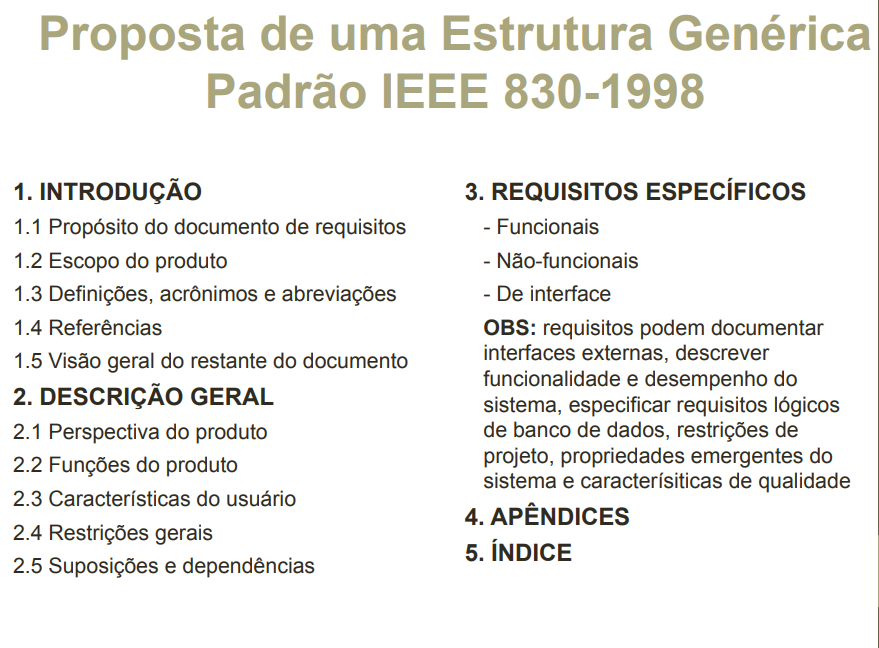 Proposta de uma Estrutura Genérica
Padrão IEEE 830-1998
1. INTRODUÇÃO
1.1 Propósito do documento de requisitos
1.2 Escopo do produto
1.3 Definições, acrônimos e abreviações
1.4 Referências
1.5 Visão geral do restante do documento
2. DESCRIÇÃO GERAL
2.1 Perspectiva do produto
2.2 Funções do produto
2.3 Características do usuário
2.4 Restrições gerais
2.5 Suposições e dependências
3. REQUISITOS ESPECÍFICOS
- Funcionais
- Não-funcionais
- De interface
OBS: requisitos podem documentar
interfaces externas, descrever
funcionalidade e desempenho do
sistema, especificar requisitos lógicos
de banco de dados, restrições de
projeto, propriedades emergentes do
sistema e caracterísiticas de qualidade
4. APÊNDICES
5. ÍNDICE